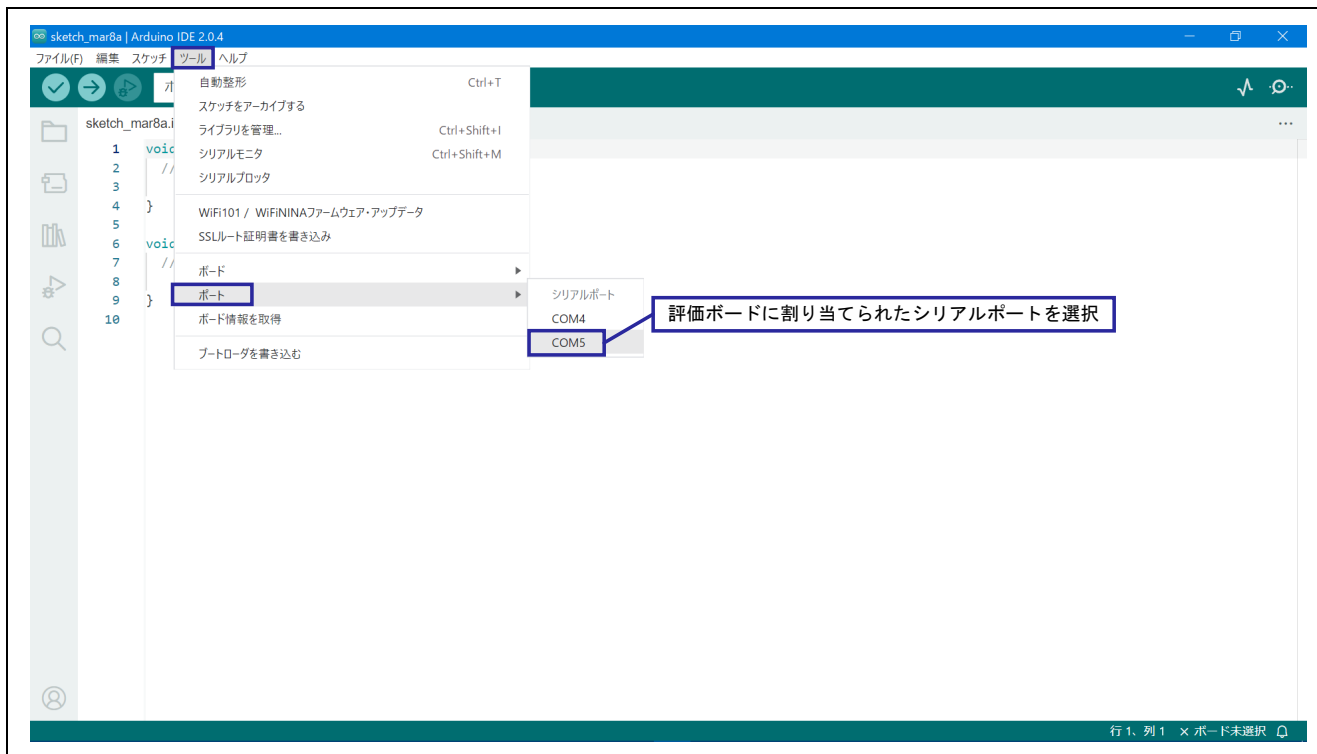 sketch_mar8a | Arduino IDE 2.0.4
ファイル(F) 編集 スケッチ ツール ヘルプ
自動整形 Ctrl+T
スケッチをアーカイブする
ライブラリを管理... Ctrl+Shift+I
シリアルモニタ Ctrl+Shift+M
シリアルプロッタ
WiFi101 / WiFiNINAファームウェア・アップデータ
SSLルート証明書を書き込み
ボード
ポート
ボード情報を取得
ブートローダを書き込む
シリアルポート
COM4
COM5
評価ボードに割り当てられたシリアルポートを選択
sketch_mar8a.i
1 void
2 //
3
4 }
5
6 void
7 //
8
9 }
10
行 1、列 1 × ボード未選択